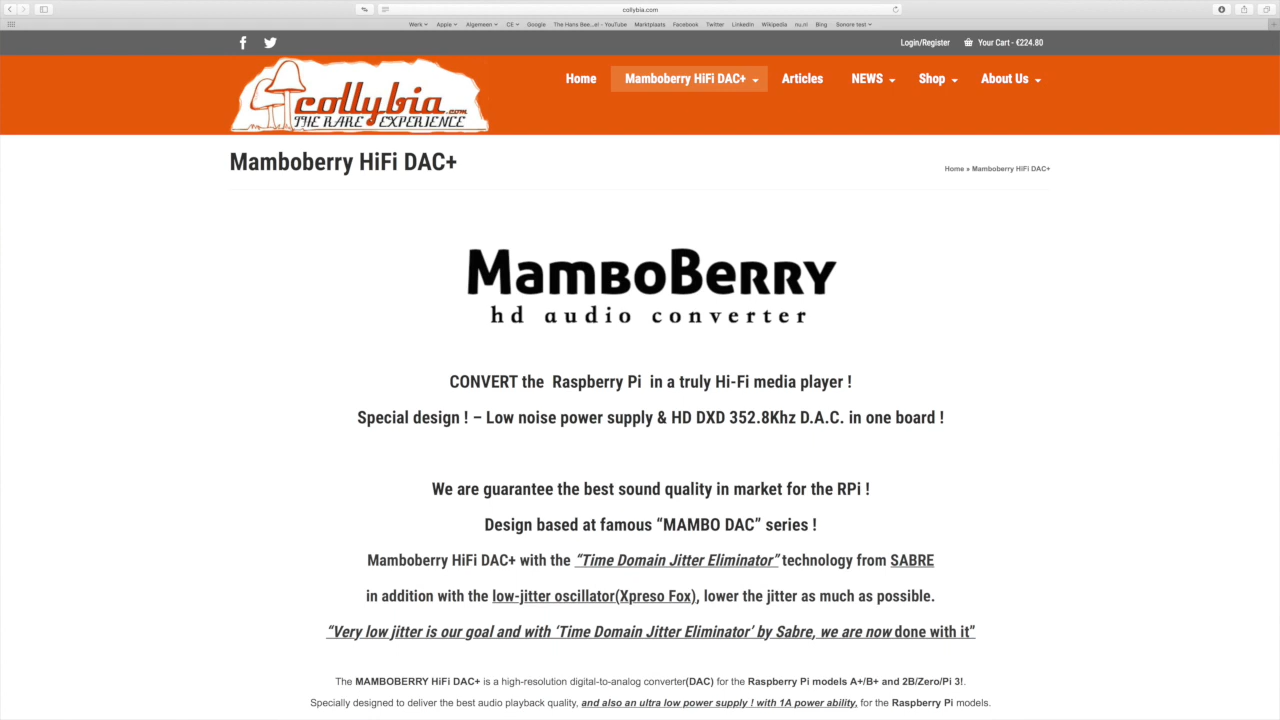 collybia.com
Werk Apple Algemeen CE Google The Hans Bee...el - YouTube Marktplaats Facebook Twitter LinkedIn Wikipedia nu.nl Bing Sonore test
Login/Register Your Cart - €224.80
collybia.com
THE RARE EXPERIENCE
Home Mamboberry HiFi DAC+ Articles NEWS Shop About Us
Mamboberry HiFi DAC+
Home » Mamboberry HiFi DAC+
MAMBOBERRY
hd audio converter
CONVERT the Raspberry Pi in a truly Hi-Fi media player !
Special design ! – Low noise power supply & HD DXD 352.8Khz D.A.C. in one board !
We are guarantee the best sound quality in market for the RPi !
Design based at famous “MAMBO DAC” series !
Mamboberry HiFi DAC+ with the “Time Domain Jitter Eliminator” technology from SABRE
in addition with the low-jitter oscillator(Xpreso Fox), lower the jitter as much as possible.
“Very low jitter is our goal and with ‘Time Domain Jitter Eliminator’ by Sabre, we are now done with it”
The MAMBOBERRY HiFi DAC+ is a high-resolution digital-to-analog converter(DAC) for the Raspberry Pi models A+/B+ and 2B/Zero/Pi 3!.
Specially designed to deliver the best audio playback quality, and also an ultra low power supply ! with 1A power ability, for the Raspberry Pi models.